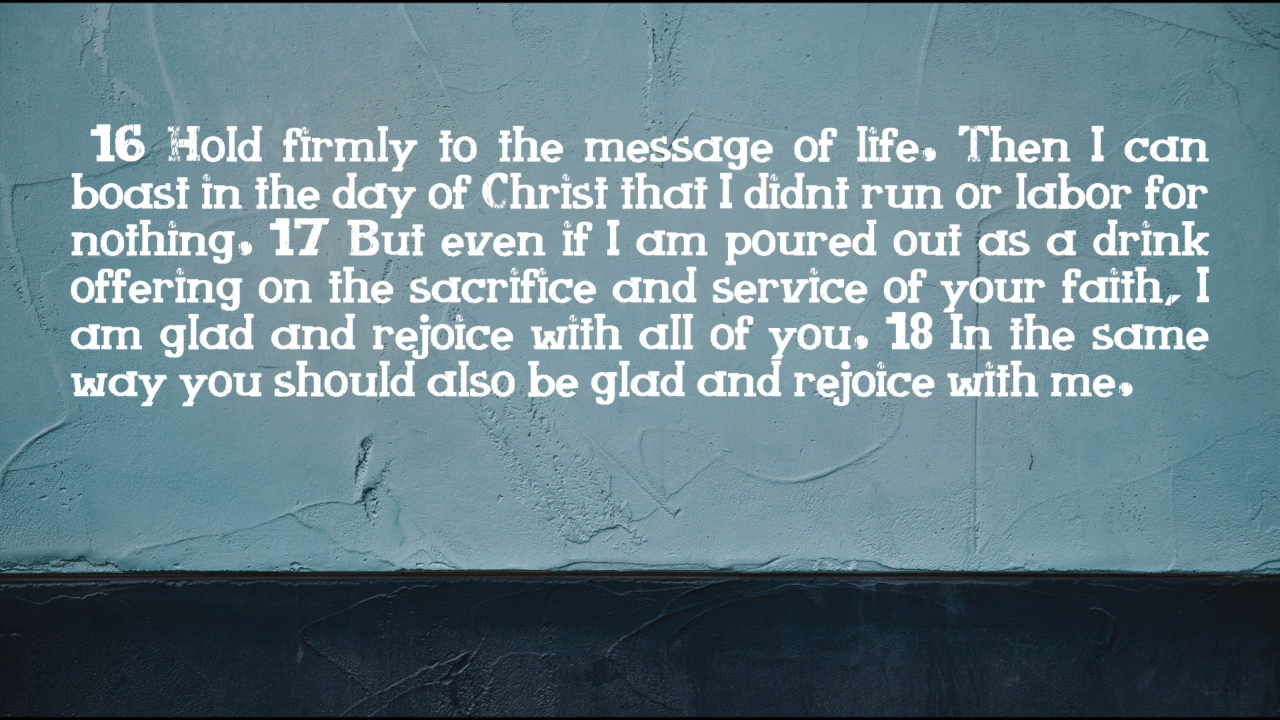 16 Hold firmly to the message of life. Then I can
boast in the day of Christ that I didnt run or labor for
nothing. 17 But even if I am poured out as a drink
offering on the sacrifice and service of your faith, I
am glad and rejoice with all of you. 18 In the same
way you should also be glad and rejoice with me.